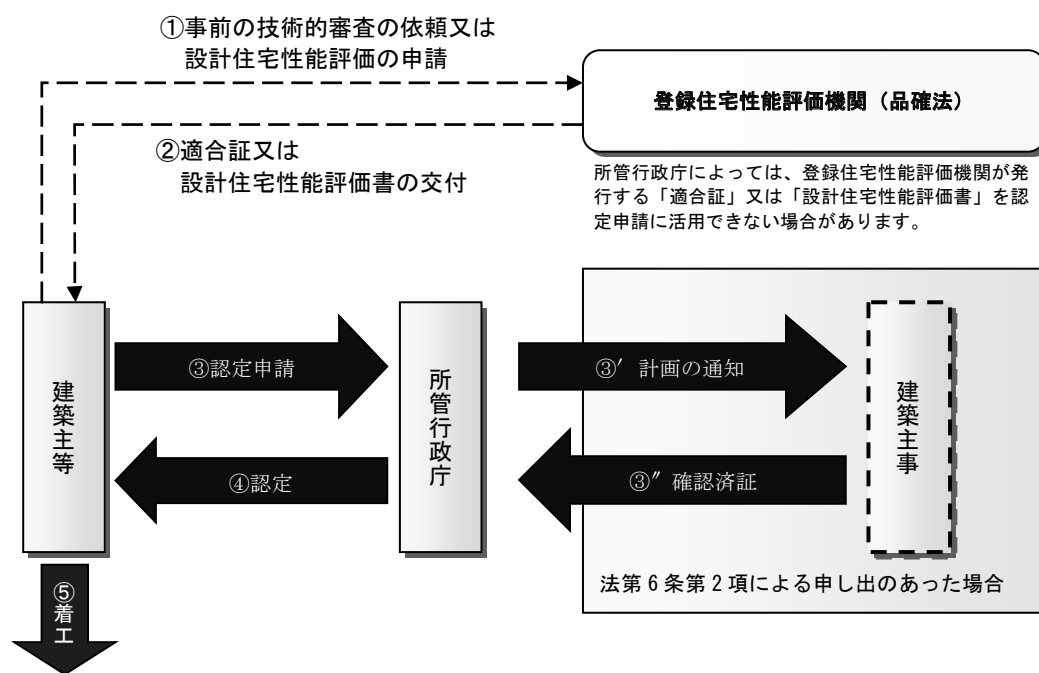 ①事前の技術的審査の依頼又は
設計住宅性能評価の申請
登録住宅性能評価機関（品確法）
②適合証又は
設計住宅性能評価書の交付
所管行政庁によっては、登録住宅性能評価機関が発
行する「適合証」又は「設計住宅性能評価書」を認
定申請に活用できない場合があります。
建築主等
③認定申請
所管行政庁
③′計画の通知
建築主事
④認定
③″確認済証
法第６条第２項による申し出のあった場合
⑤着工